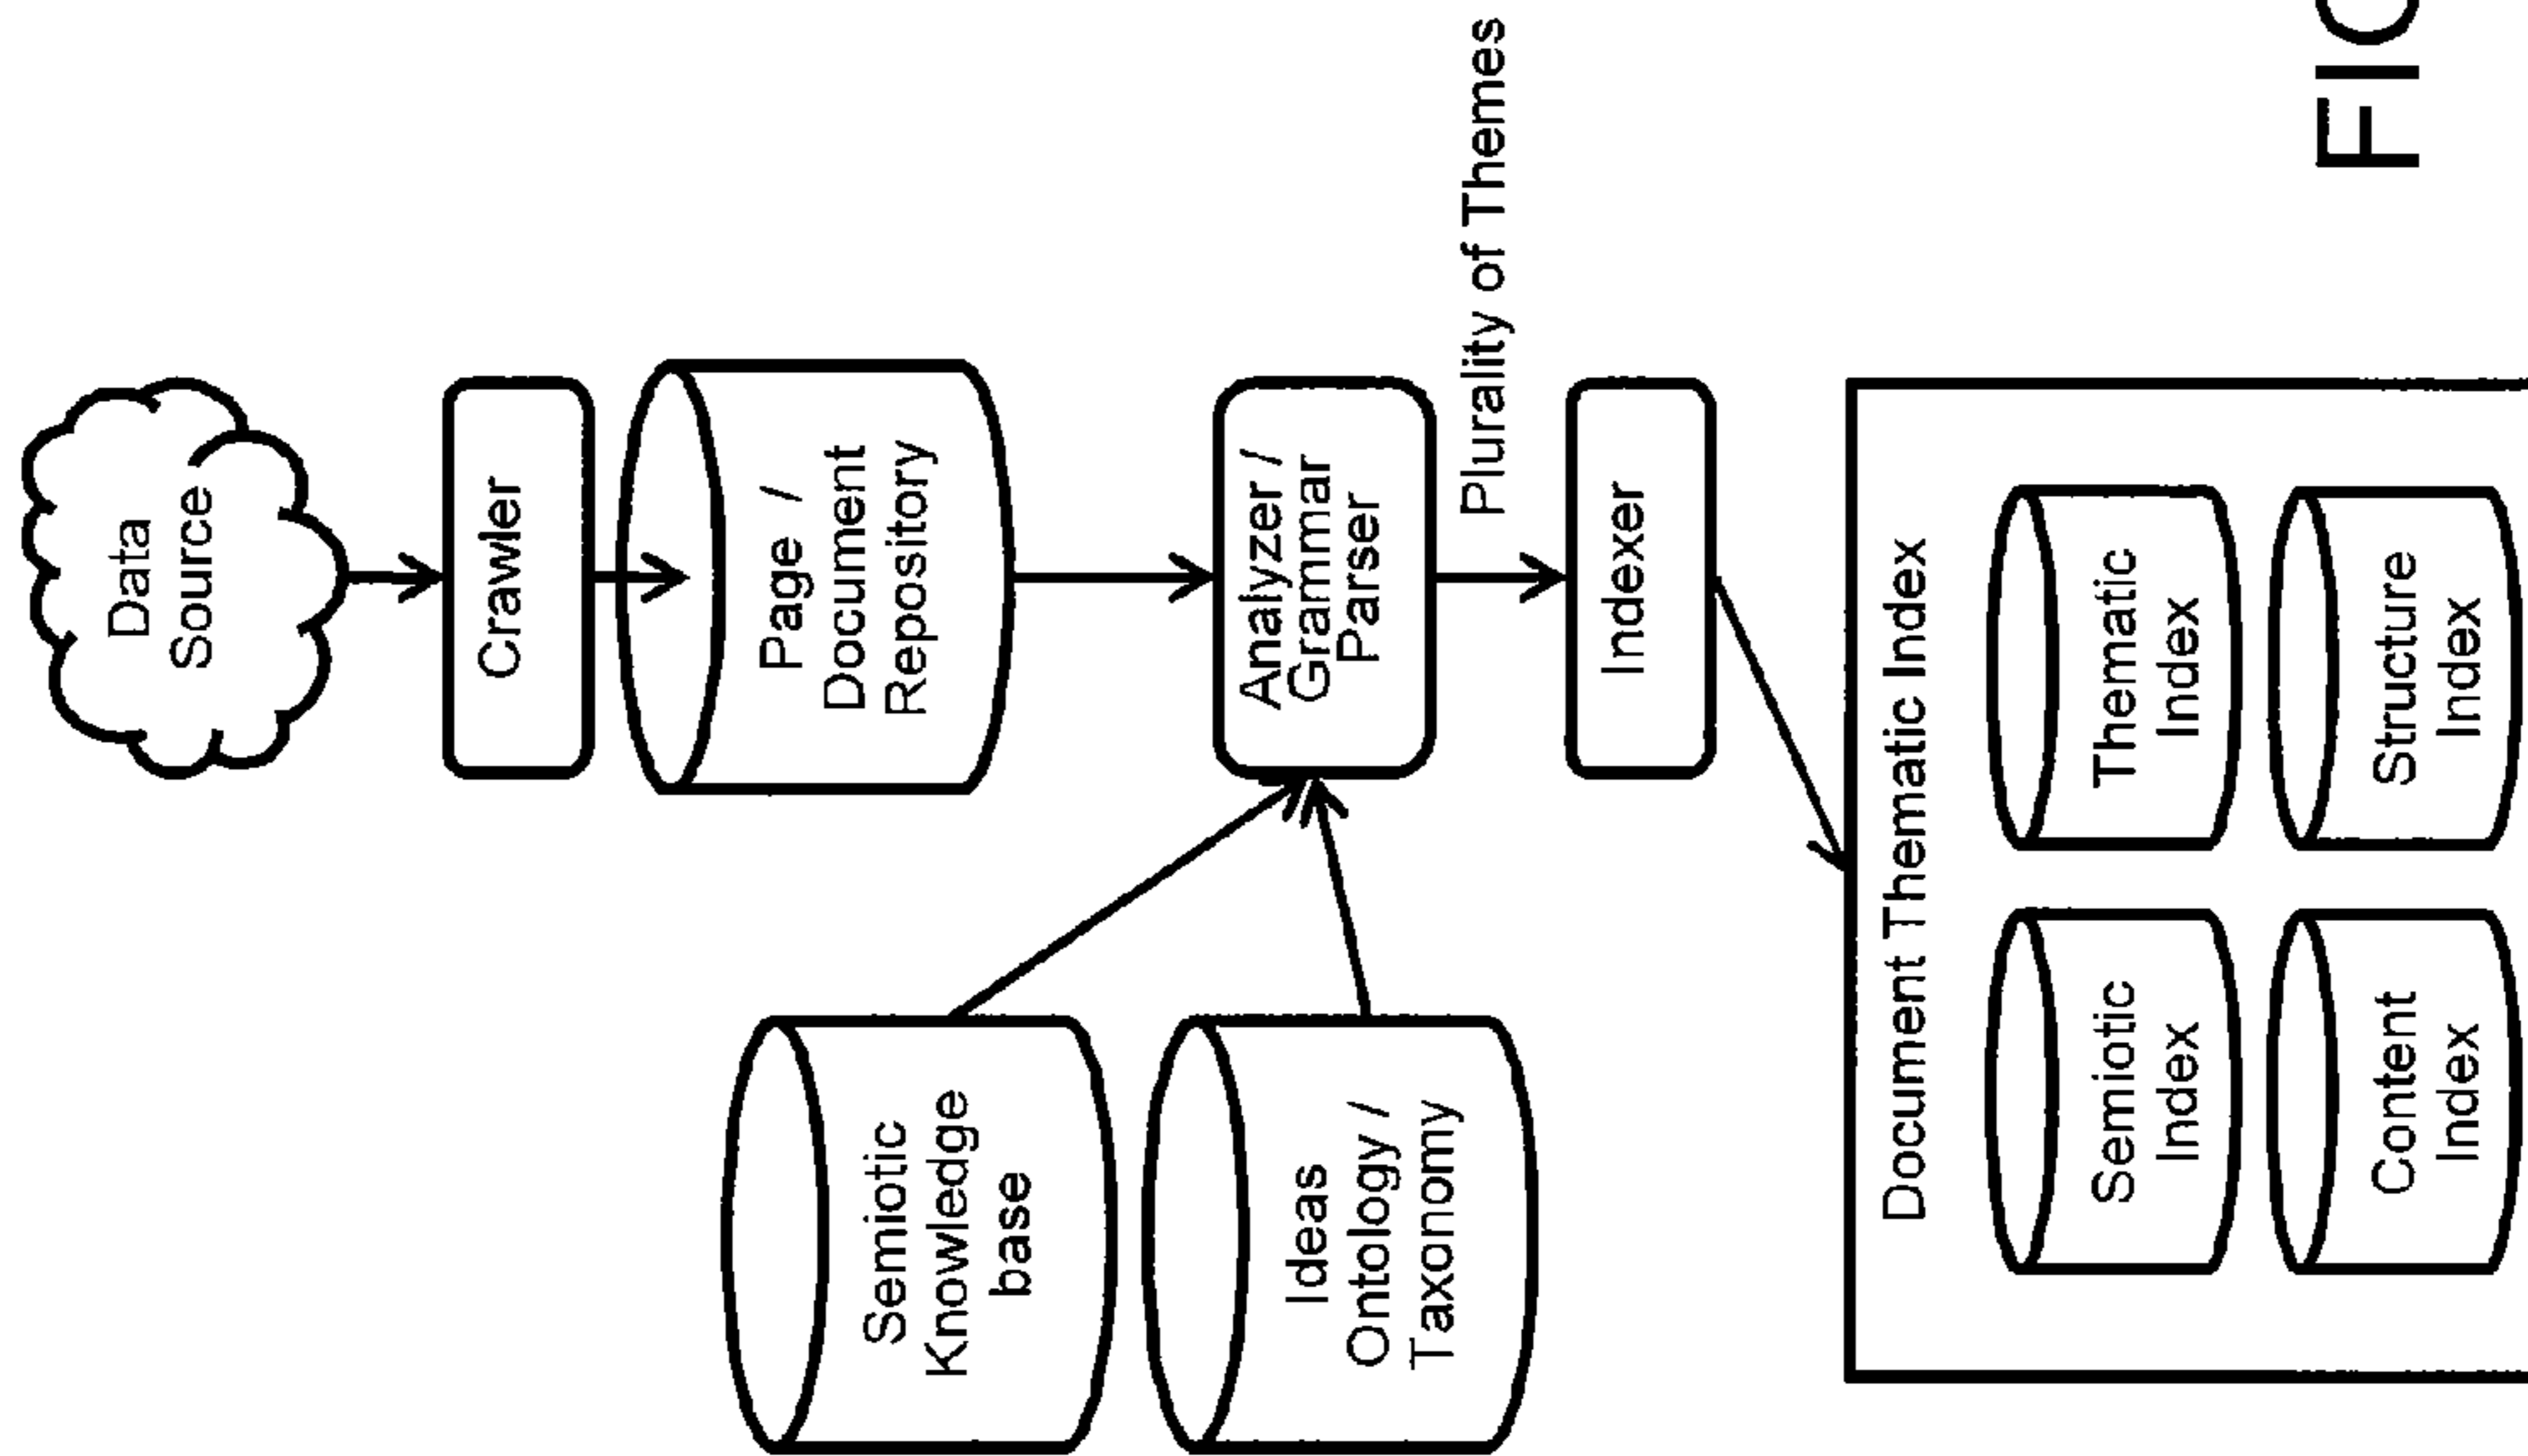 Data
Source
Crawler
Page /
Document
Repository
Semiotic
Knowledge
base
Ideas
Ontology /
Taxonomy
Analyzer /
Grammar
Parser
Plurality of Themes
Indexer
Document Thematic Index
Semiotic
Index
Thematic
Index
Content
Index
Structure
Index